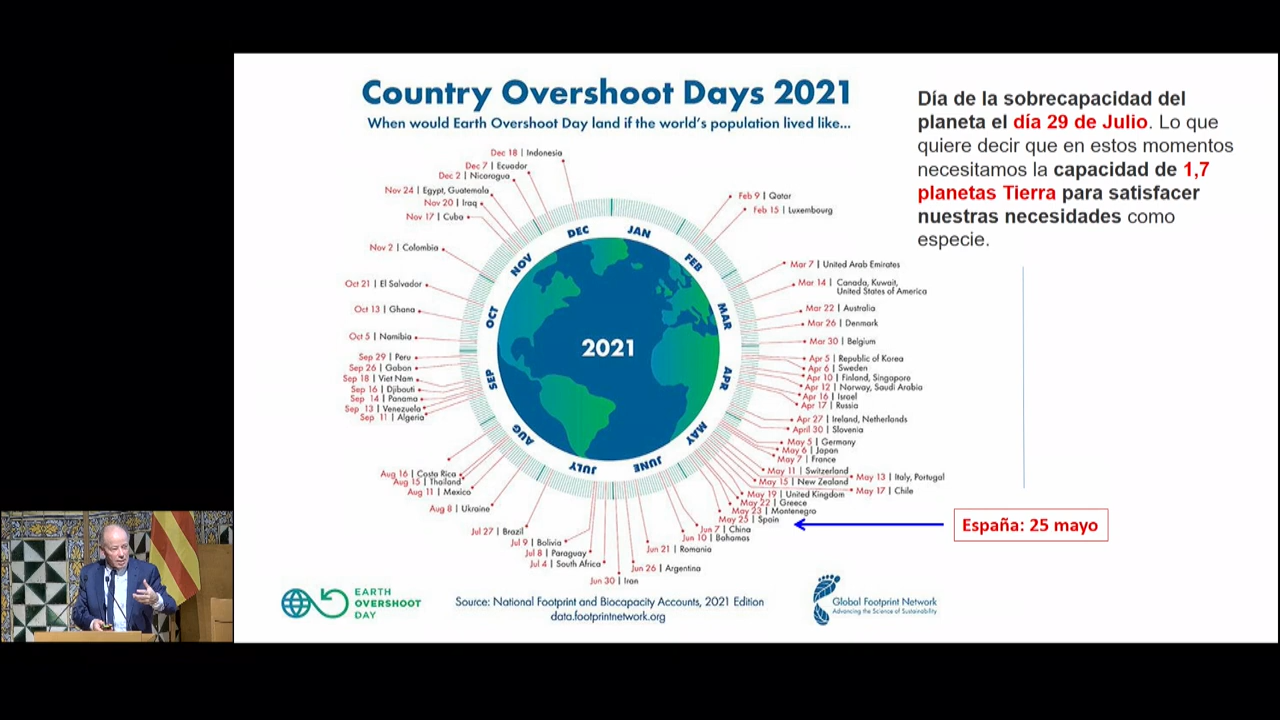 Country Overshoot Days 2021
When would Earth Overshoot Day land if the world's population lived like...
Dec 18 | Indonesia
Dec 7 | Ecuador
Dec 2 | Nicaragua
Nov 24 | Egypt, Guatemala
Nov 20 | Iraq
Nov 17 | Cuba
Nov 2 | Colombia
Oct 21 | El Salvador
Oct 13 | Ghana
Oct 5 | Namibia
Sep 29 | Peru
Sep 26 | Gabon
Sep 18 | Viet Nam
Sep 16 | Djibouti
Sep 14 | Panama
Sep 13 | Venezuela
Sep 11 | Algeria
Aug 16 | Costa Rica
Aug 15 | Thailand
Aug 11 | Mexico
Aug 8 | Ukraine
Jul 27 | Brazil
Jul 9 | Bolivia
Jul 8 | Paraguay
Jul 4 | South Africa
Jun 30 | Iran
Feb 9 | Qatar
Feb 15 | Luxembourg
Mar 7 | United Arab Emirates
Mar 14 | Canada, Kuwait,
United States of America
Mar 22 | Australia
Mar 26 | Denmark
Mar 30 | Belgium
Apr 5 | Republic of Korea
Apr 6 | Sweden
Apr 10 | Finland, Singapore
Apr 12 | Norway, Saudi Arabia
Apr 16 | Israel
Apr 17 | Russia
Apr 27 | Ireland, Netherlands
April 30 | Slovenia
May 5 | Germany
May 6 | Japan
May 7 | France
May 11 | Switzerland
May 13 | Italy, Portugal
May 15 | New Zealand
May 17 | Chile
May 19 | United Kingdom
May 22 | Greece
May 23 | Montenegro
May 25 | Spain
Jun 7 | China
Jun 10 | Bahamas
Jun 21 | Romania
Jun 26 | Argentina
JAN
FEB
MAR
APR
MAY
JUNE
JULY
AUG
SEP
OCT
NOV
DEC
2021
EARTH
OVERSHOOT
DAY
Source: National Footprint and Biocapacity Accounts, 2021 Edition
data.footprintnetwork.org
Global Footprint Network
Advancing the Science of Sustainability
Día de la sobrecapacidad del
planeta el día 29 de Julio. Lo que
quiere decir que en estos momentos
necesitamos la capacidad de 1,7
planetas Tierra para satisfacer
nuestras necesidades como
especie.
España: 25 mayo